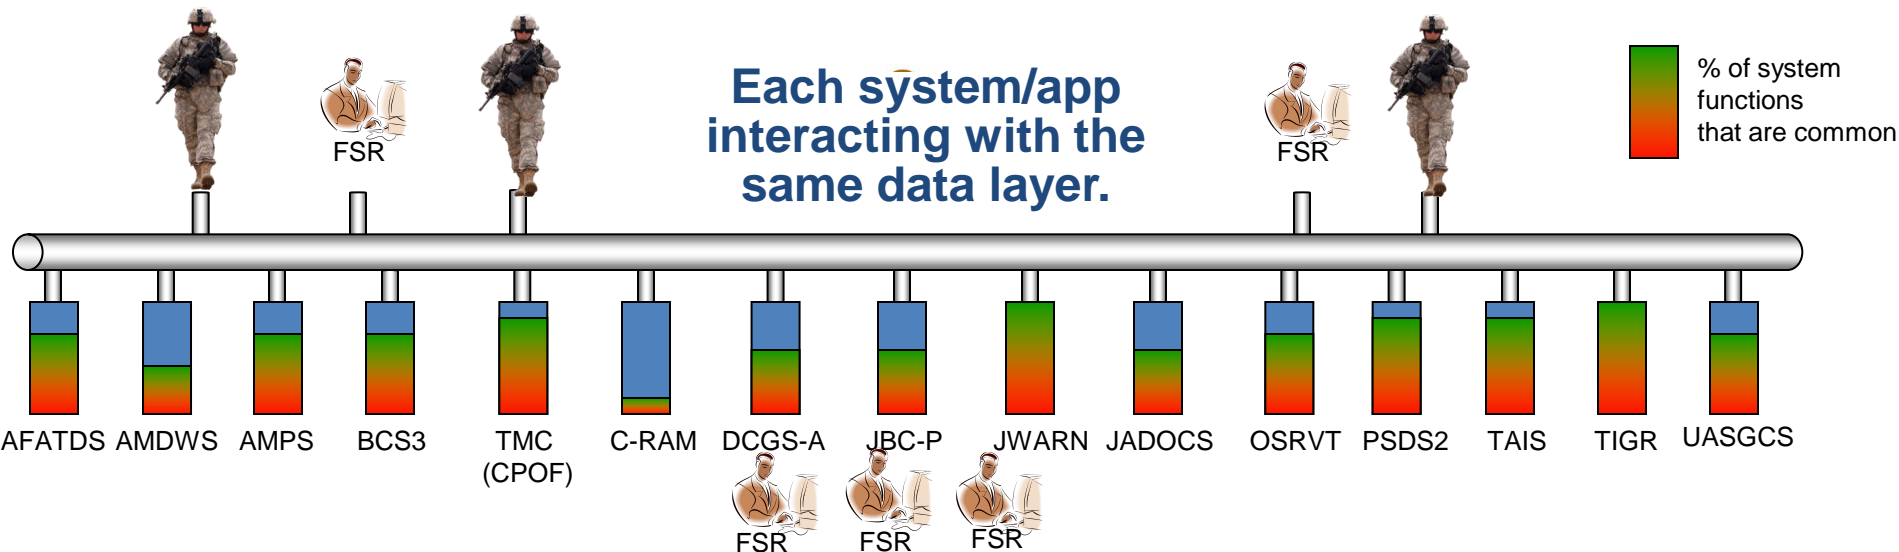 Each system/app
interacting with the
same data layer.
FSR
FSR
% of system
functions
that are common
AFATDS
AMDWS
AMPS
BCS3
TMC
(CPOF)
C-RAM
DCGS-A
JBC-P
JWARN
JADOCS
OSRVT
PSDS2
TAIS
TIGR
UASGCS
FSR
FSR
FSR